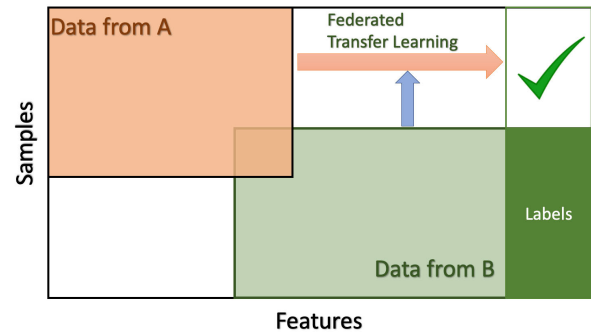 Data from A
Federated
Transfer Learning
Samples
Labels
Data from B
Features